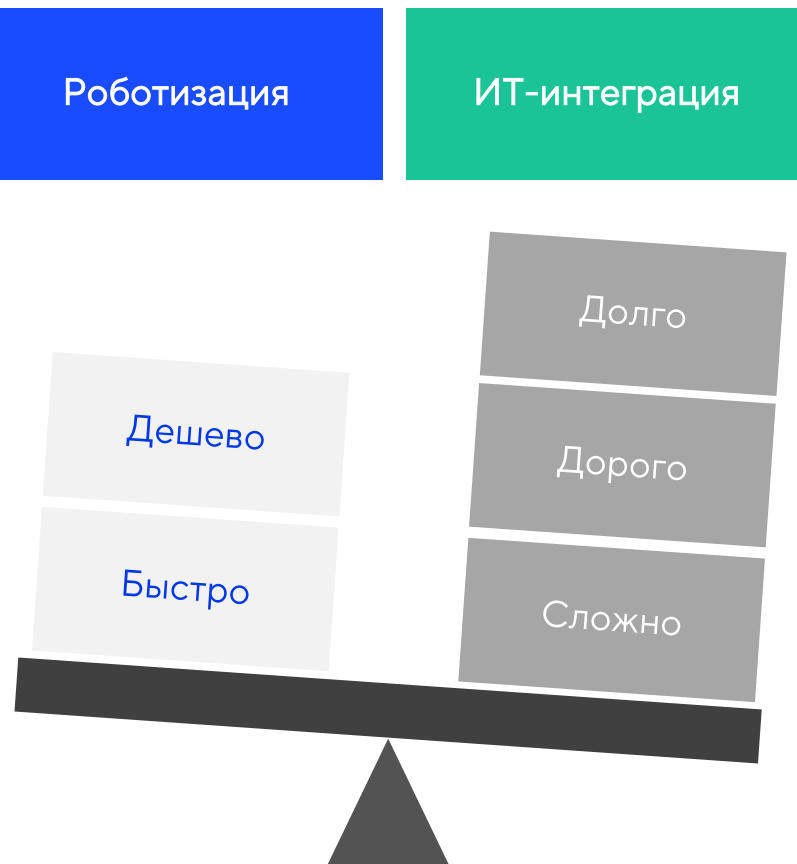 Роботизация
ИТ-интеграция
Дешево
Быстро
Долго
Дорого
Сложно